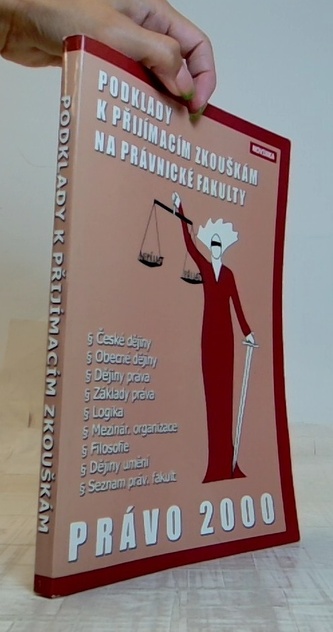 PODKLADY K PŘIJÍMACÍM ZKOUŠKÁM
PODKLADY
K PŘIJÍMACÍM ZKOUŠKÁM
NA PRÁVNICKÉ FAKULTY
NOVINKA
§ České dějiny
§ Obecné dějiny
§ Dějiny práva
§ Základy práva
§ Logika
§ Mezinár. organizace
§ Filosofie
§ Dějiny umění
§ Seznam práv. fakult
PRÁVO 2000